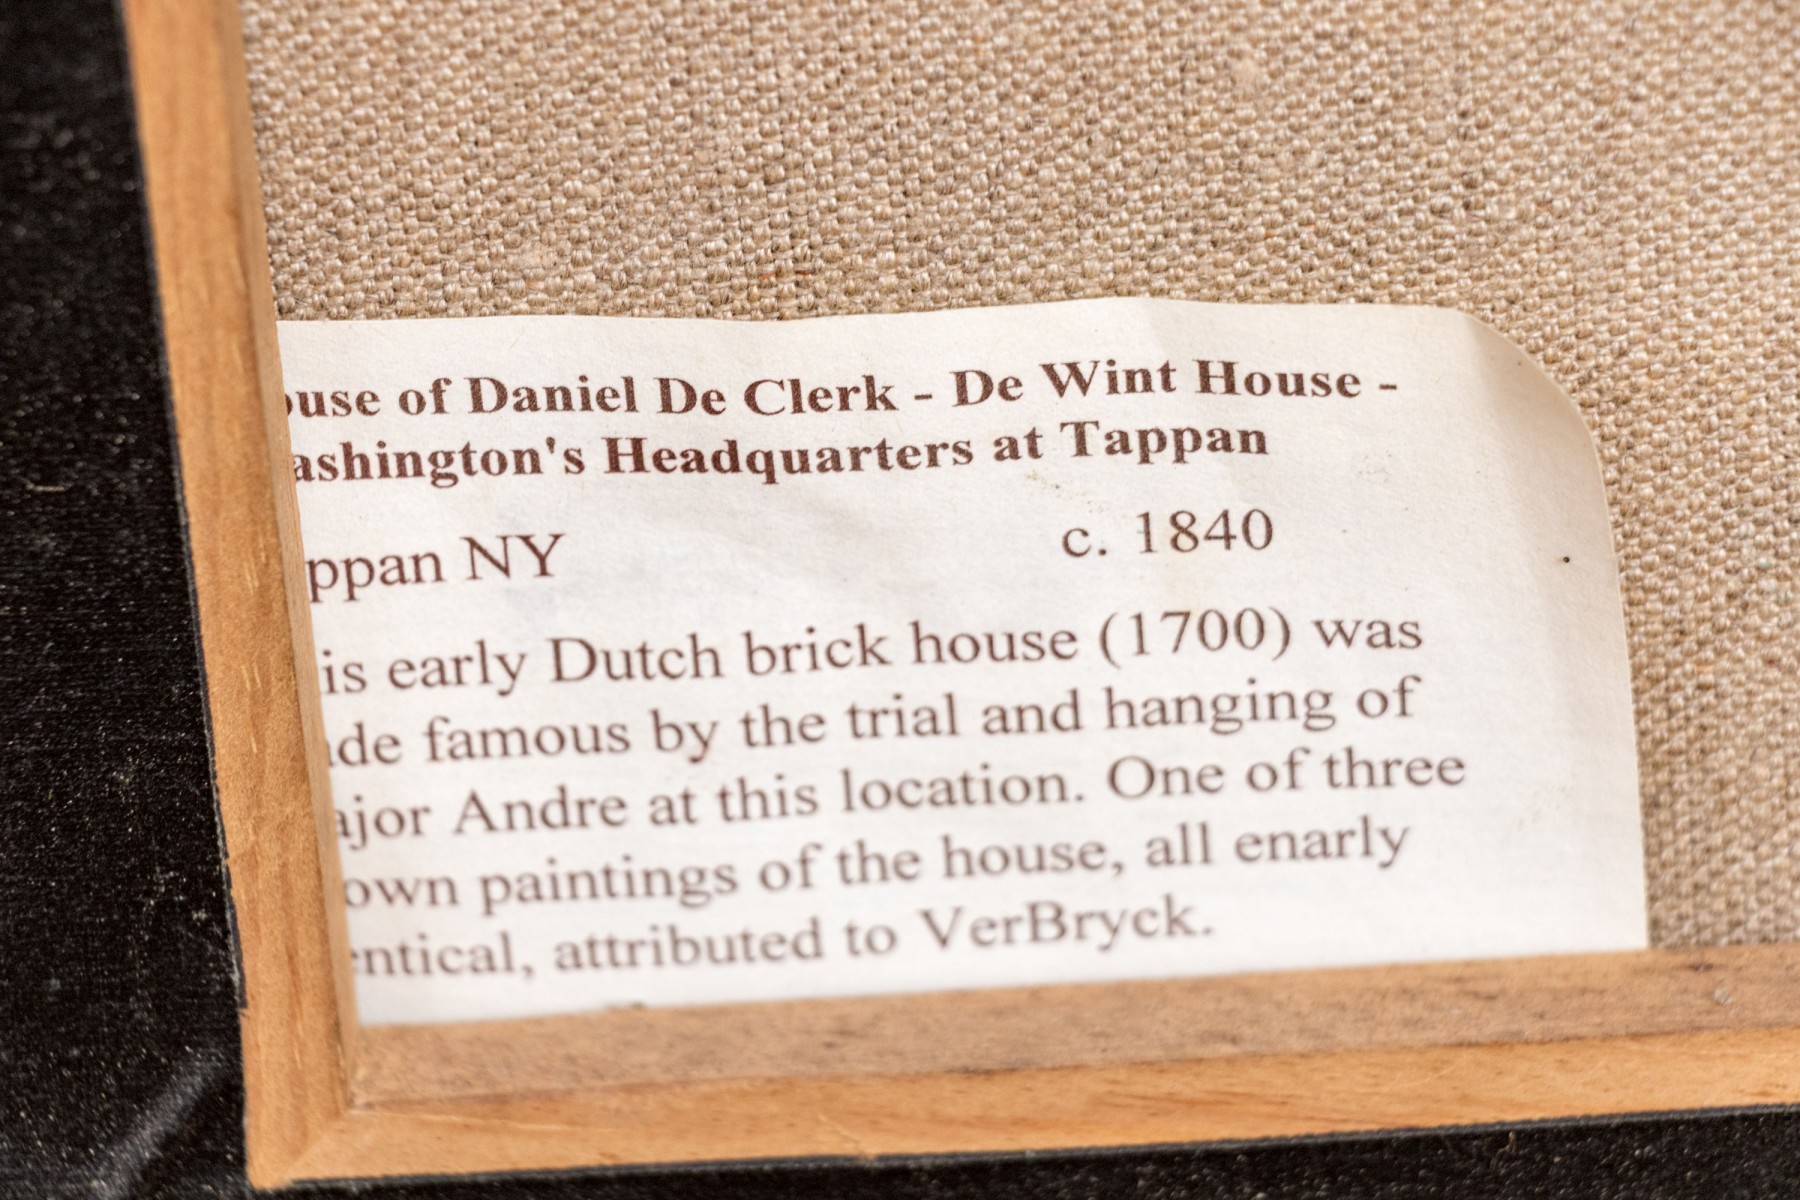 ouse of Daniel De Clerk - De Wint House -
ashington's Headquarters at Tappan
ppan NY c. 1840
is early Dutch brick house (1700) was
de famous by the trial and hanging of
ajor Andre at this location. One of three
own paintings of the house, all enarly
entical, attributed to VerBryck.